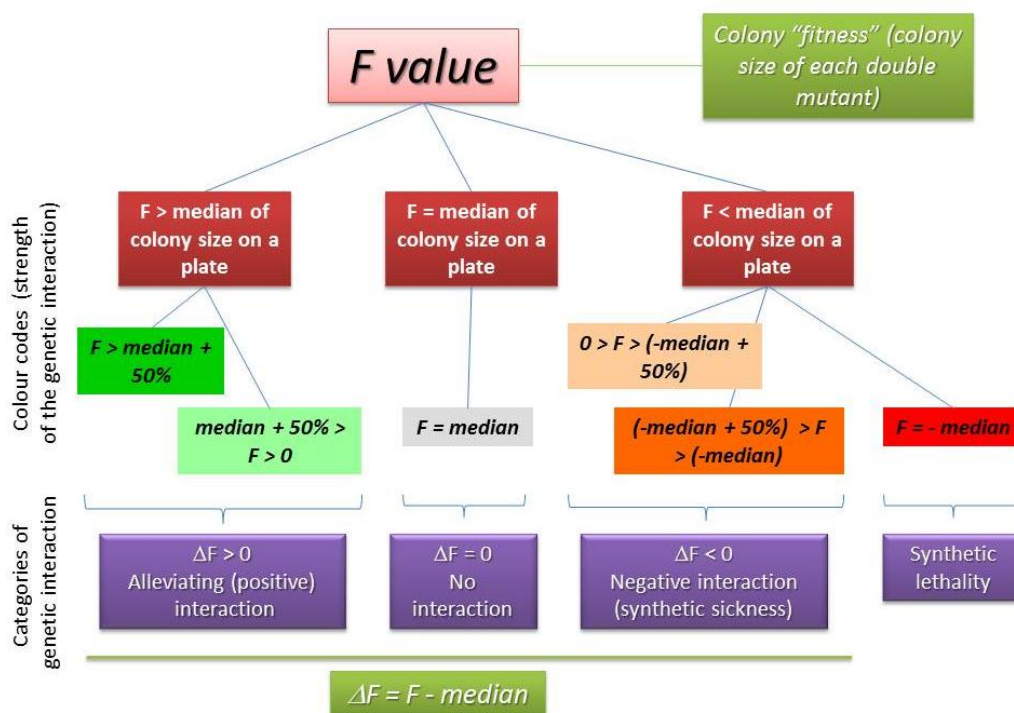 F value
Colony “fitness” (colony
size of each double
mutant)
Colour codes (strength
of the genetic interaction)
F > median of
colony size on a
plate
F = median of
colony size on a
plate
F < median of
colony size on a
plate
F > median +
50%
0 > F > (-median +
50%)
median + 50% >
F > 0
F = median
(-median + 50%) > F
> (-median)
F = - median
Categories of
genetic interaction
ΔF > 0
Alleviating (positive)
interaction
ΔF = 0
No
interaction
ΔF < 0
Negative interaction
(synthetic sickness)
Synthetic
lethality
ΔF = F - median